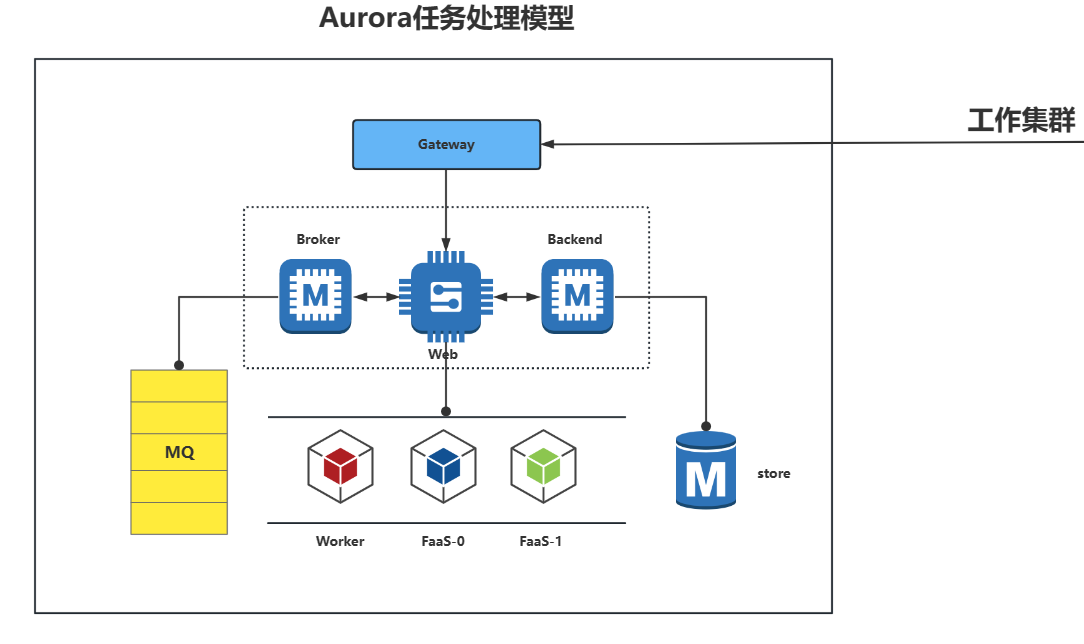 Aurora任务处理模型
工作集群
Gateway
Broker
Backend
M
M
Web
MQ
M
store
Worker
FaaS-0
FaaS-1